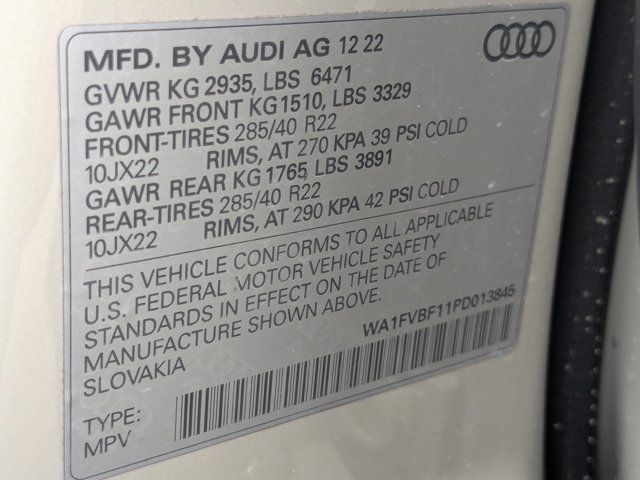 MFD. BY AUDI AG 12 22
GVWR KG 2935, LBS 6471
GAWR FRONT KG1510, LBS 3329
FRONT-TIRES 285/40 R22
10JX22 RIMS, AT 270 KPA 39 PSI COLD
GAWR REAR KG 1765, LBS 3891
REAR-TIRES 285/40 R22
10JX22 RIMS, AT 290 KPA 42 PSI COLD
THIS VEHICLE CONFORMS TO ALL APPLICABLE
U.S. FEDERAL MOTOR VEHICLE SAFETY
STANDARDS IN EFFECT ON THE DATE OF
MANUFACTURE SHOWN ABOVE.
SLOVAKIA
WA1FVBF11PD013845
TYPE:
MPV